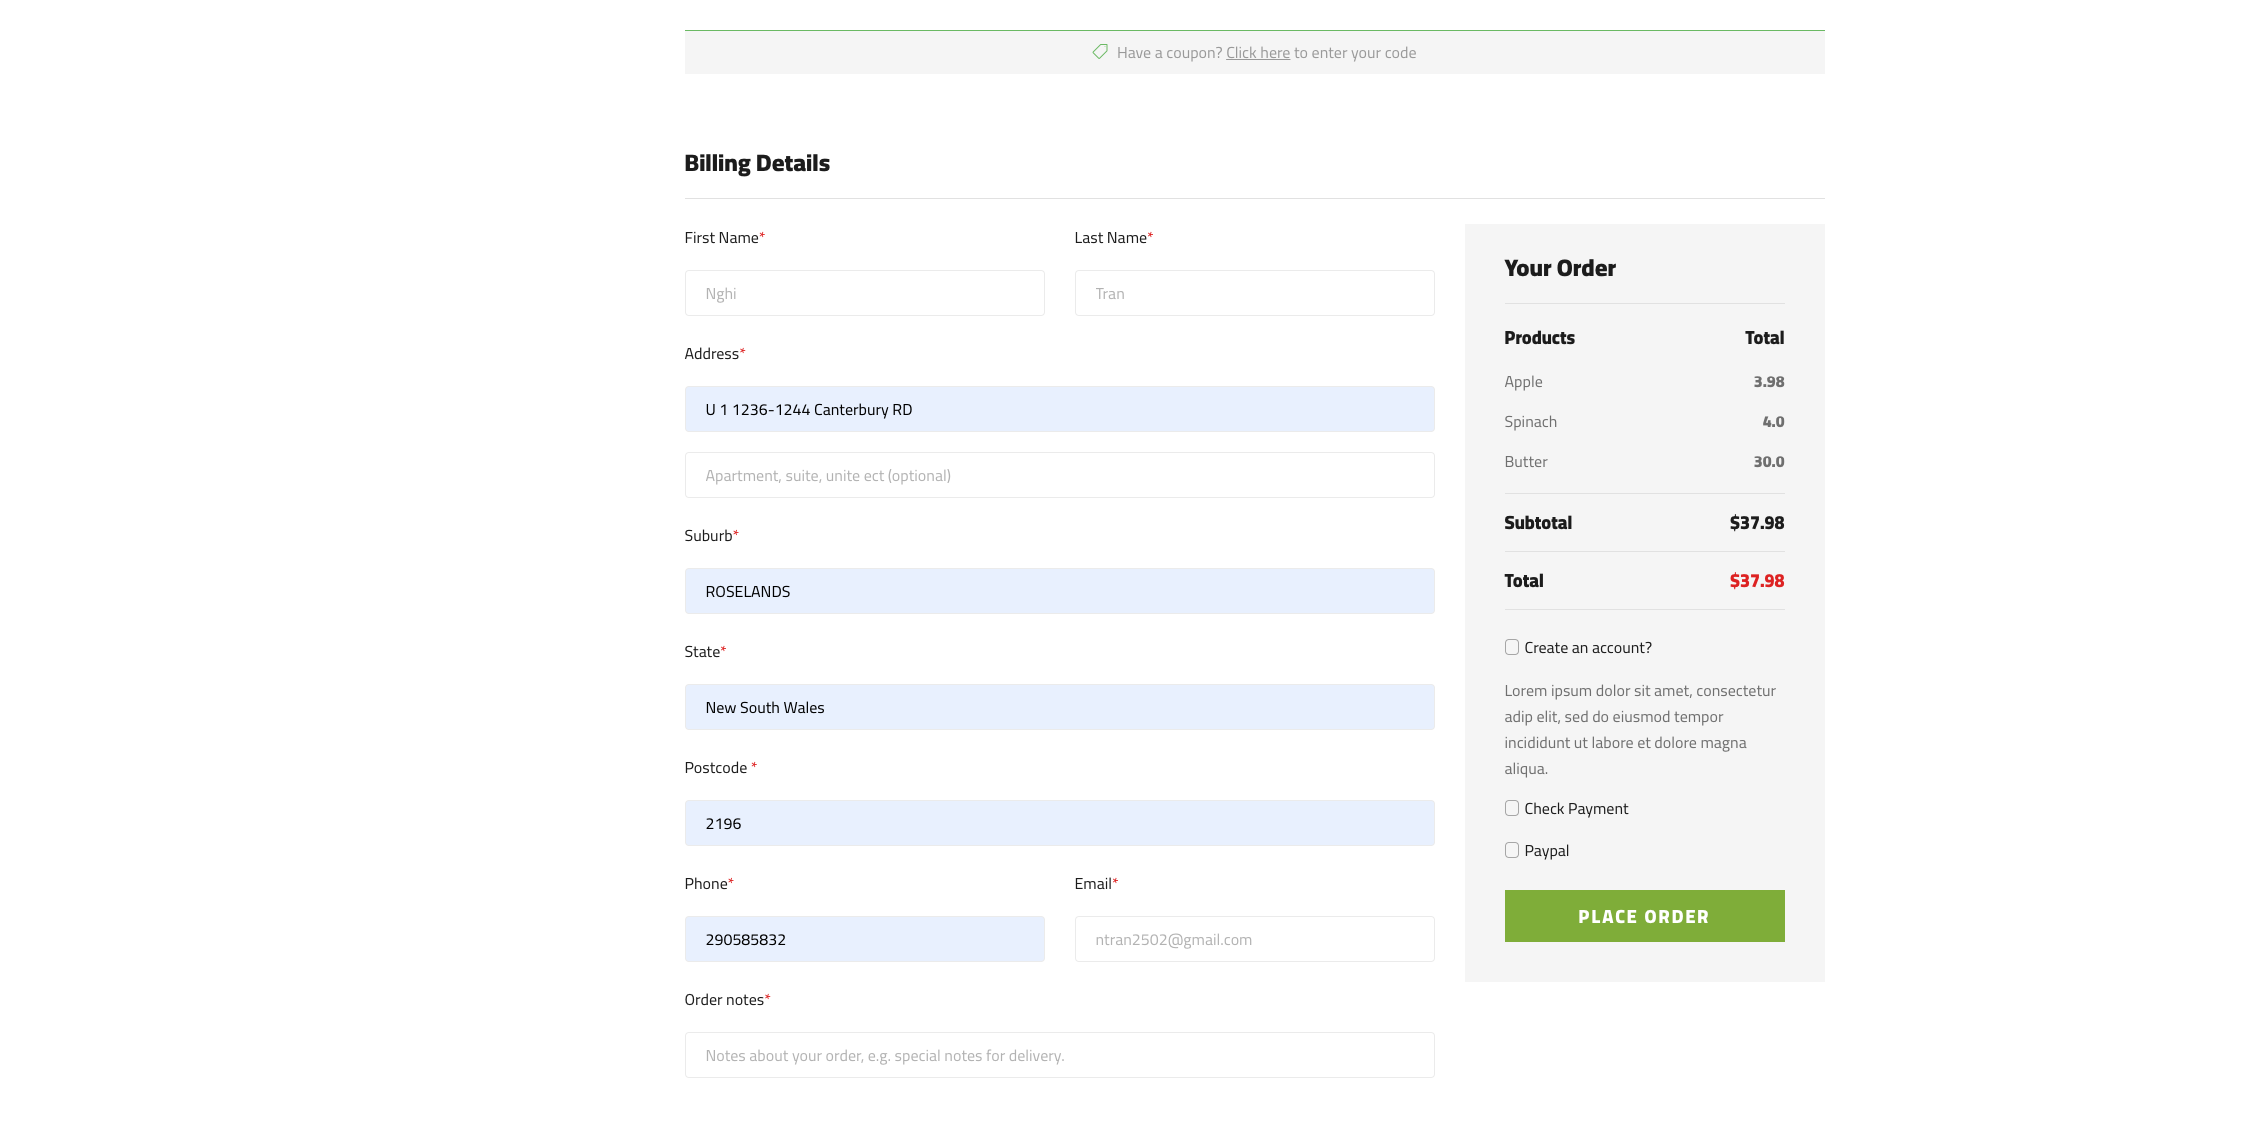 Have a coupon? Click here to enter your code
Billing Details
First Name*
Last Name*
Nghi
Tran
Address*
U 1 1236-1244 Canterbury RD
Apartment, suite, unite ect (optional)
Suburb*
ROSELANDS
State*
New South Wales
Postcode *
2196
Phone*
Email*
290585832
ntran2502@gmail.com
Order notes*
Notes about your order, e.g. special notes for delivery.
Your Order
Products Total
Apple 3.98
Spinach 4.0
Butter 30.0
Subtotal $37.98
Total $37.98
Create an account?
Lorem ipsum dolor sit amet, consectetur
adip elit, sed do eiusmod tempor
incididunt ut labore et dolore magna
aliqua.
Check Payment
Paypal
PLACE ORDER